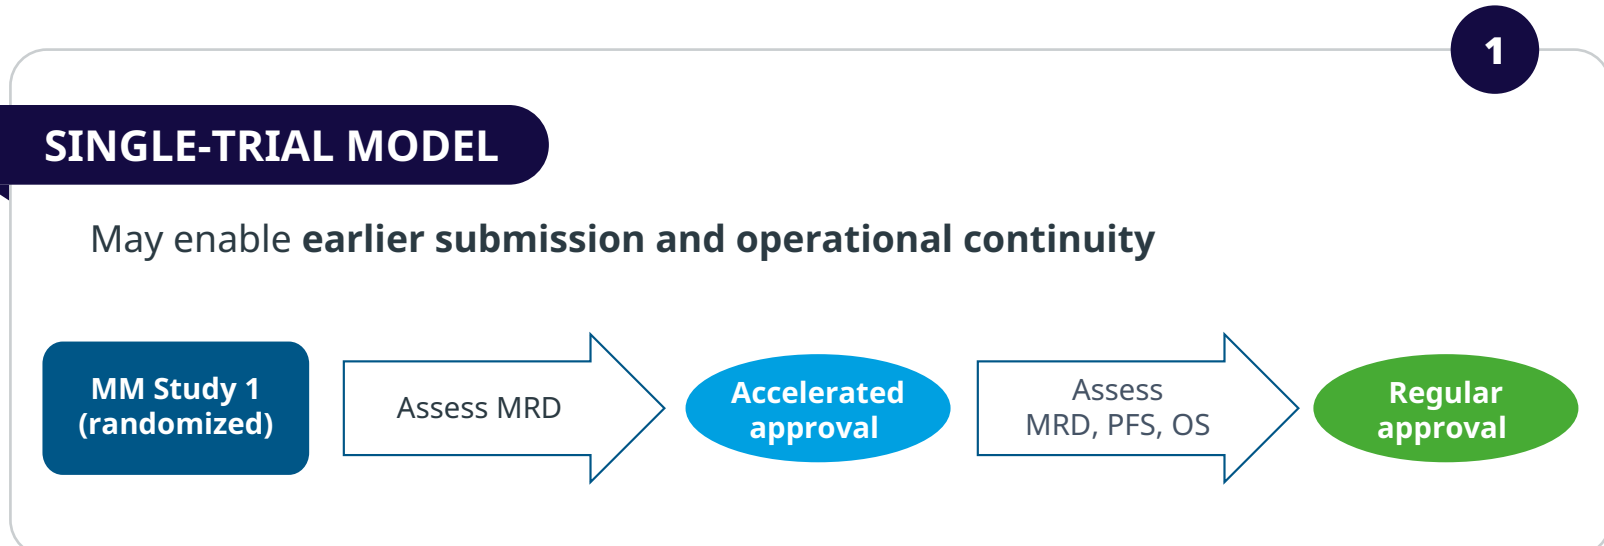 1
SINGLE-TRIAL MODEL
May enable earlier submission and operational continuity
MM Study 1
(randomized)
Assess MRD
Accelerated
approval
Assess
MRD, PFS, OS
Regular
approval